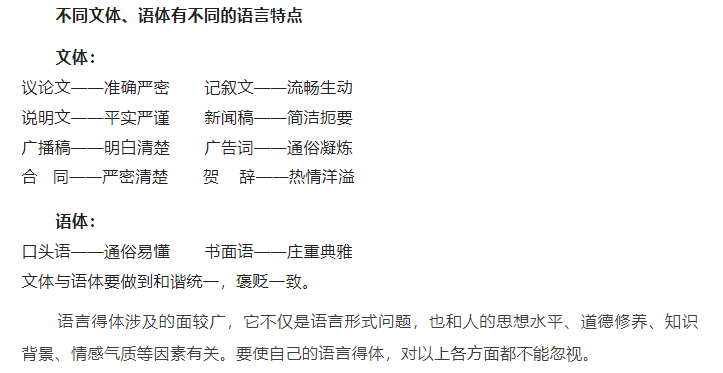 不同文体、语体有不同的语言特点
文体：
议论文——准确严密 记叙文——流畅生动
说明文——平实严谨 新闻稿——简洁扼要
广播稿——明白清楚 广告词——通俗凝炼
合 同——严密清楚 贺 辞——热情洋溢
语体：
口头语——通俗易懂 书面语——庄重典雅
文体与语体要做到和谐统一，褒贬一致。
语言得体涉及的面较广，它不仅是语言形式问题，也和人的思想水平、道德修养、知识
背景、情感气质等因素有关。要使自己的语言得体，对以上各方面都不能忽视。